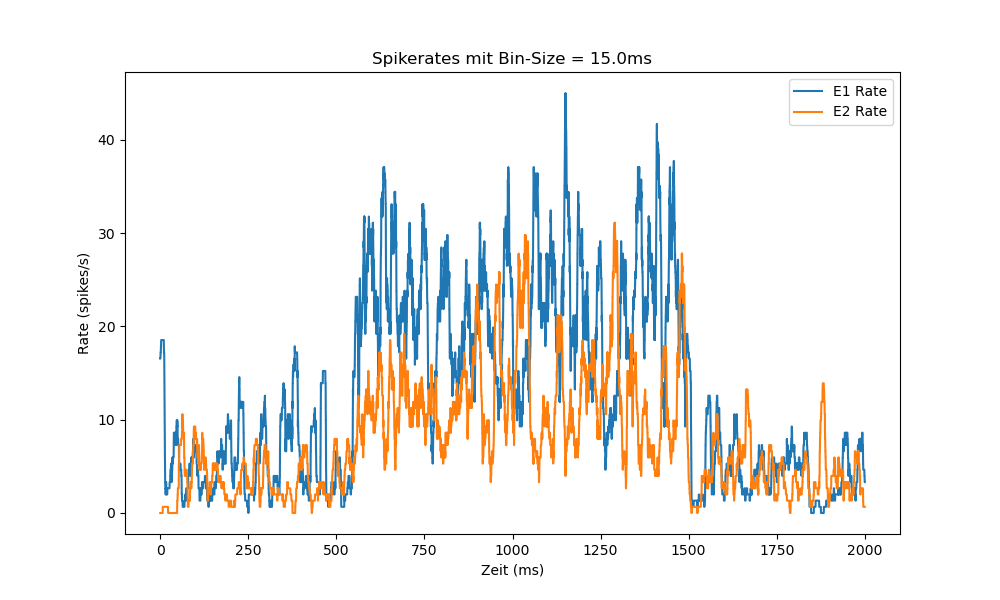 Spikerates mit Bin-Size = 15.0ms
E1 Rate
E2 Rate
Rate (spikes/s)
40
30
20
10
0
0 250 500 750 1000 1250 1500 1750 2000
Zeit (ms)